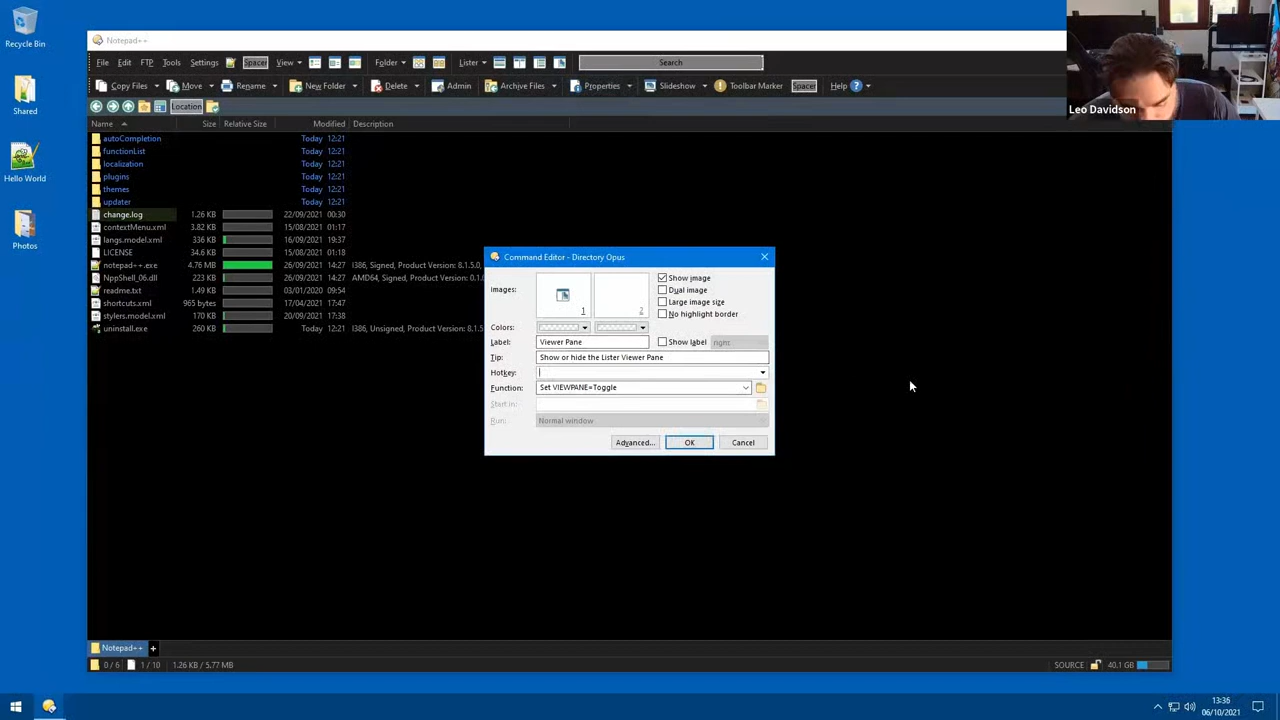 Recycle Bin
Shared
Hello World
Photos
Notepad++
File Edit FTP Tools Settings Spacer View Folder Lister Search
Copy Files Move Rename New Folder Delete Admin Archive Files Properties Slideshow Toolbar Marker Spacer Help
Location
Name Size Relative Size Modified Description
autoCompletion Today 12:21
functionList Today 12:21
localization Today 12:21
plugins Today 12:21
themes Today 12:21
updater Today 12:21
change.log 1.26 KB 22/09/2021 00:30
contextMenu.xml 3.82 KB 15/08/2021 01:17
langs.model.xml 336 KB 16/09/2021 19:37
LICENSE 34.6 KB 15/08/2021 01:18
notepad++.exe 4.76 MB 26/09/2021 14:27 I386, Signed, Product Version: 8.1.5.0,
NppShell_06.dll 223 KB 26/09/2021 14:27 AMD64, Signed, Product Version: 0.1.
readme.txt 1.49 KB 03/01/2020 09:54
shortcuts.xml 965 bytes 17/04/2021 17:47
stylers.model.xml 170 KB 20/09/2021 17:38
uninstall.exe 260 KB Today 12:21 I386, Unsigned, Product Version: 8.1.5
Command Editor - Directory Opus
Images: 1 2
Show image
Dual image
Large image size
No highlight border
Colors:
Label: Viewer Pane Show label right
Tip: Show or hide the Lister Viewer Pane
Hotkey:
Function: Set VIEWPANE=Toggle
Start in:
Run: Normal window
Advanced... OK Cancel
Leo Davidson
Notepad++ +
0 / 6 1 / 10 1.26 KB / 5.77 MB SOURCE 40.1 GB
13:36
06/10/2021